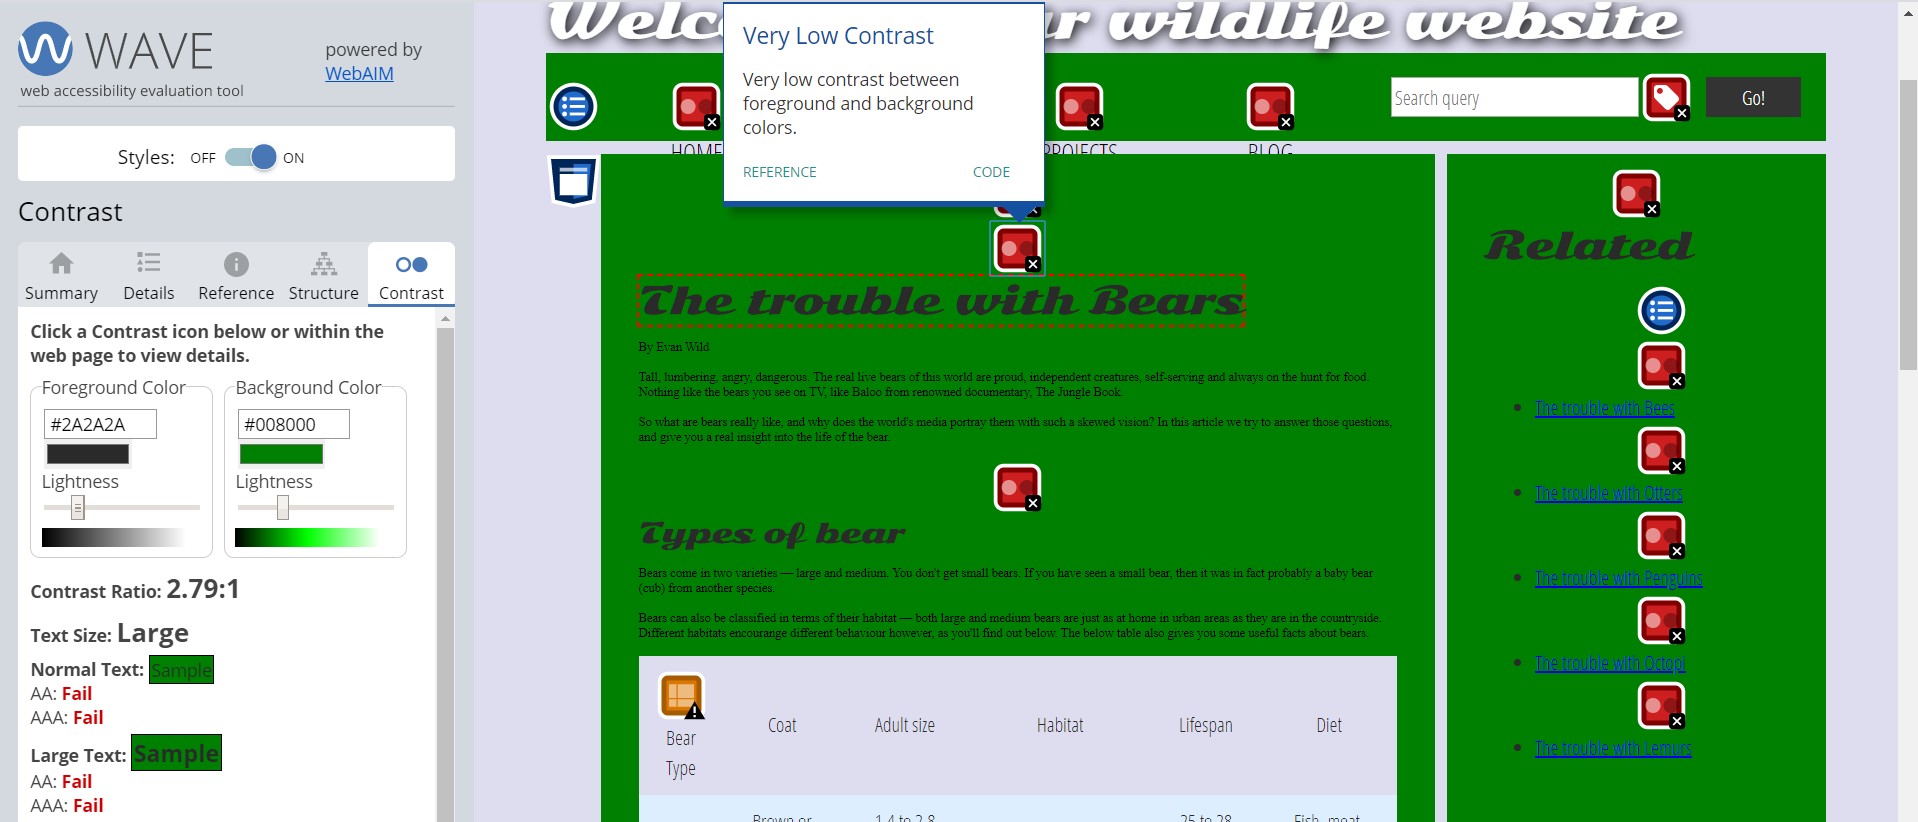 WAVE
powered by
WebAIM
web accessibility evaluation tool
Styles: OFF ON
Contrast
Summary Details Reference Structure Contrast
Click a Contrast icon below or within the
web page to view details.
Foreground Color Background Color
#2A2A2A #008000
Lightness Lightness
Contrast Ratio: 2.79:1
Text Size: Large
Normal Text: Sample
AA: Fail
AAA: Fail
Large Text: Sample
AA: Fail
AAA: Fail
Welc r wildlife website
Very Low Contrast
Very low contrast between
foreground and background
colors.
REFERENCE CODE
Search query Go!
HOME PROJECTS BLOG
The trouble with Bears
By Evan Wild
Tall, lumbering, angry, dangerous. The real live bears of this world are proud, independent creatures, self-serving and always on the hunt for food.
Nothing like the bears you see on TV, like Baloo from renowned documentary, The Jungle Book.
So what are bears really like, and why does the world's media portray them with such a skewed vision? In this article we try to answer those questions,
and give you a real insight into the life of the bear.
Types of bear
Bears come in two varieties — large and medium. You don't get small bears. If you have seen a small bear, then it was in fact probably a baby bear
(cub) from another species.
Bears can also be classified in terms of their habitat — both large and medium bears are just as at home in urban areas as they are in the countryside.
Different habitats encourange different behaviour however, as you'll find out below. The below table also gives you some useful facts about bears.
Bear
Type Coat Adult size Habitat Lifespan Diet
Brown or 1.4 to 2.8 25 to 28 Fish, meat,
Related
The trouble with Bees
The trouble with Otters
The trouble with Penguins
The trouble with Octopi
The trouble with Lemurs